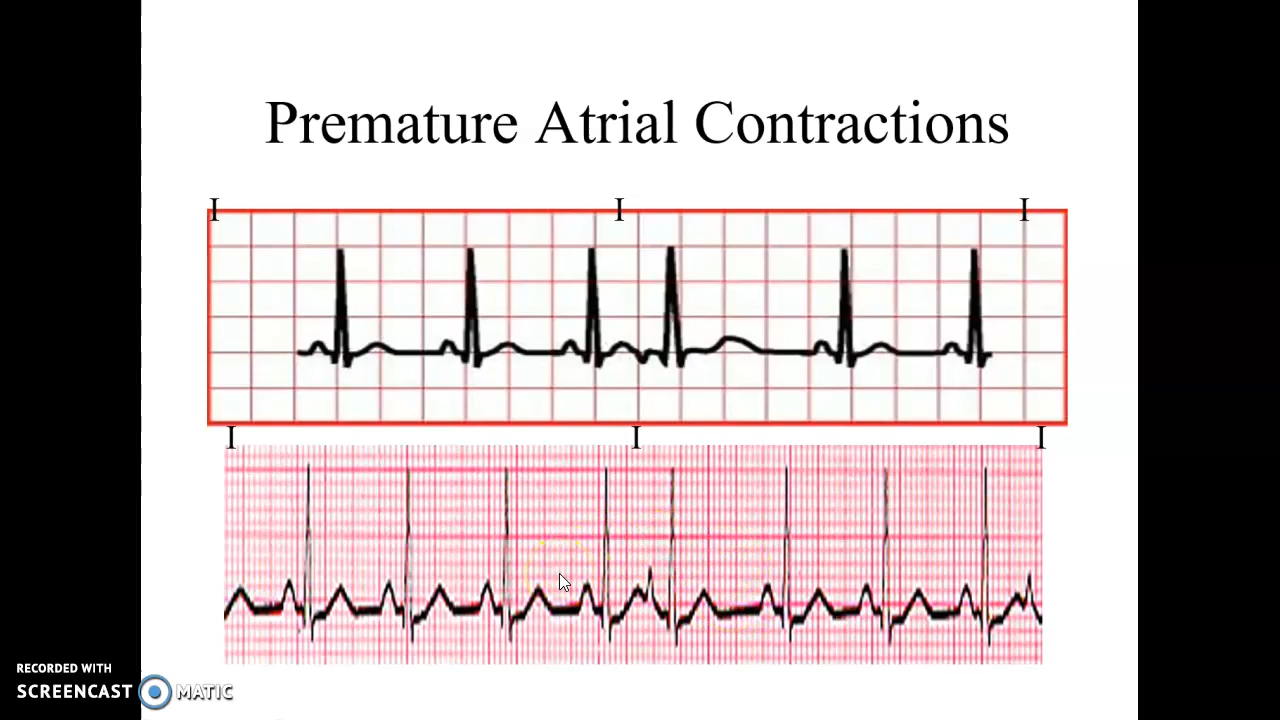 Premature Atrial Contractions
I I I
I I I
RECORDED WITH
SCREENCAST MATIC